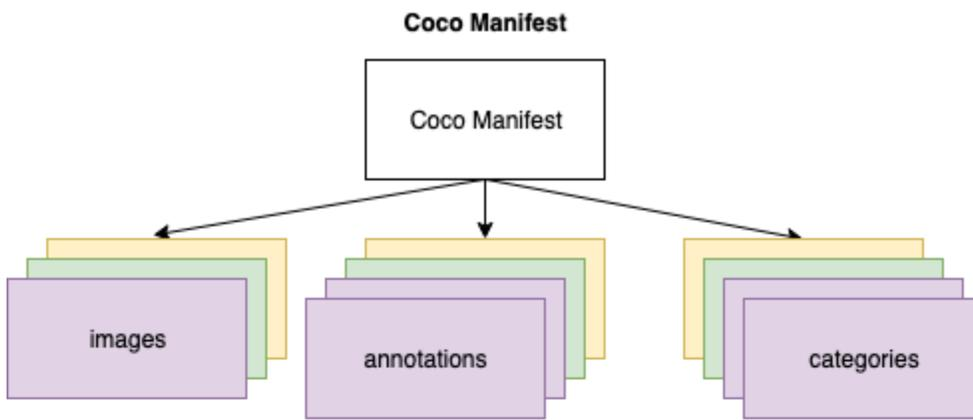 Coco Manifest
Coco Manifest
images
annotations
categories